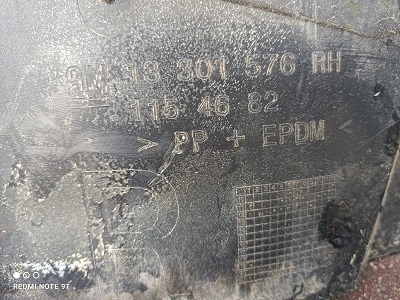 GM 13 301 576 RH
115 46 82
> PP + EPDM <
REDMI NOTE 9T